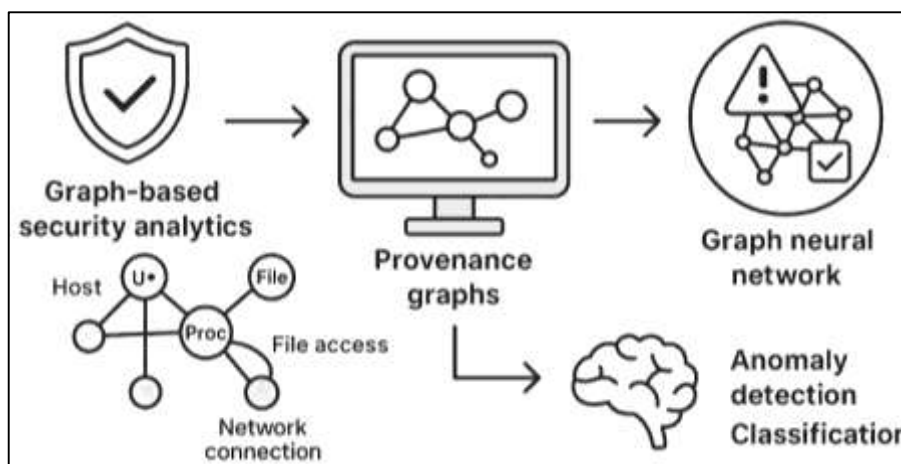 Graph-based
security analytics
Host
U•
File
Proc
File access
Network
connection
Provenance
graphs
Graph neural
network
Anomaly
detection
Classification